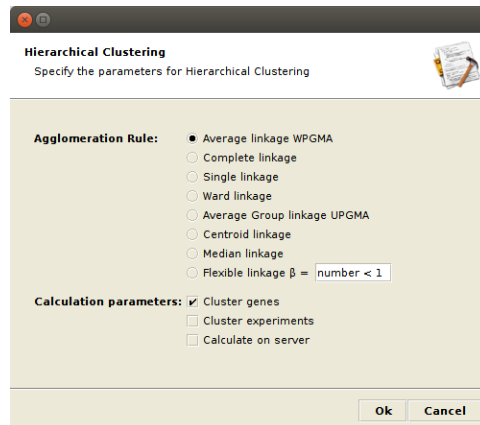 Hierarchical Clustering
Specify the parameters for Hierarchical Clustering
Agglomeration Rule: Average linkage WPGMA
Complete linkage
Single linkage
Ward linkage
Average Group linkage UPGMA
Centroid linkage
Median linkage
Flexible linkage β = number < 1
Calculation parameters: Cluster genes
Cluster experiments
Calculate on server
Ok Cancel